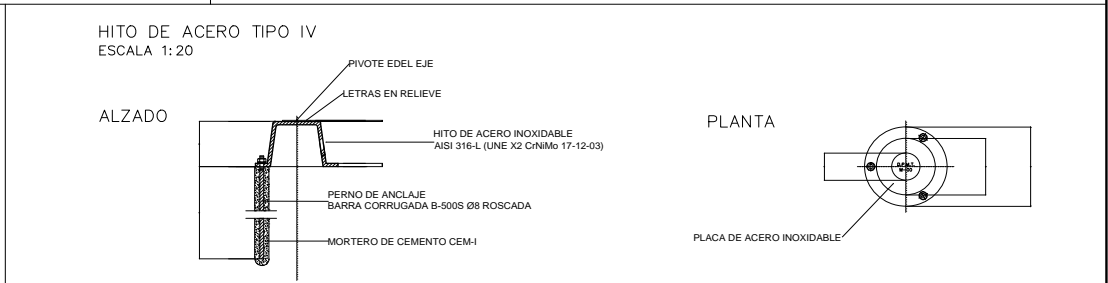 HITO DE ACERO TIPO IV
ESCALA 1:20
PIVOTE EDEL EJE
LETRAS EN RELIEVE
ALZADO
HITO DE ACERO INOXIDABLE
AISI 316-L (UNE X2 CrNiMo 17-12-03)
PERNO DE ANCLAJE
BARRA CORRUGADA B-500S Ø8 ROSCADA
MORTERO DE CEMENTO CEM-I
PLANTA
D.P.M.T.
M-00
PLACA DE ACERO INOXIDABLE